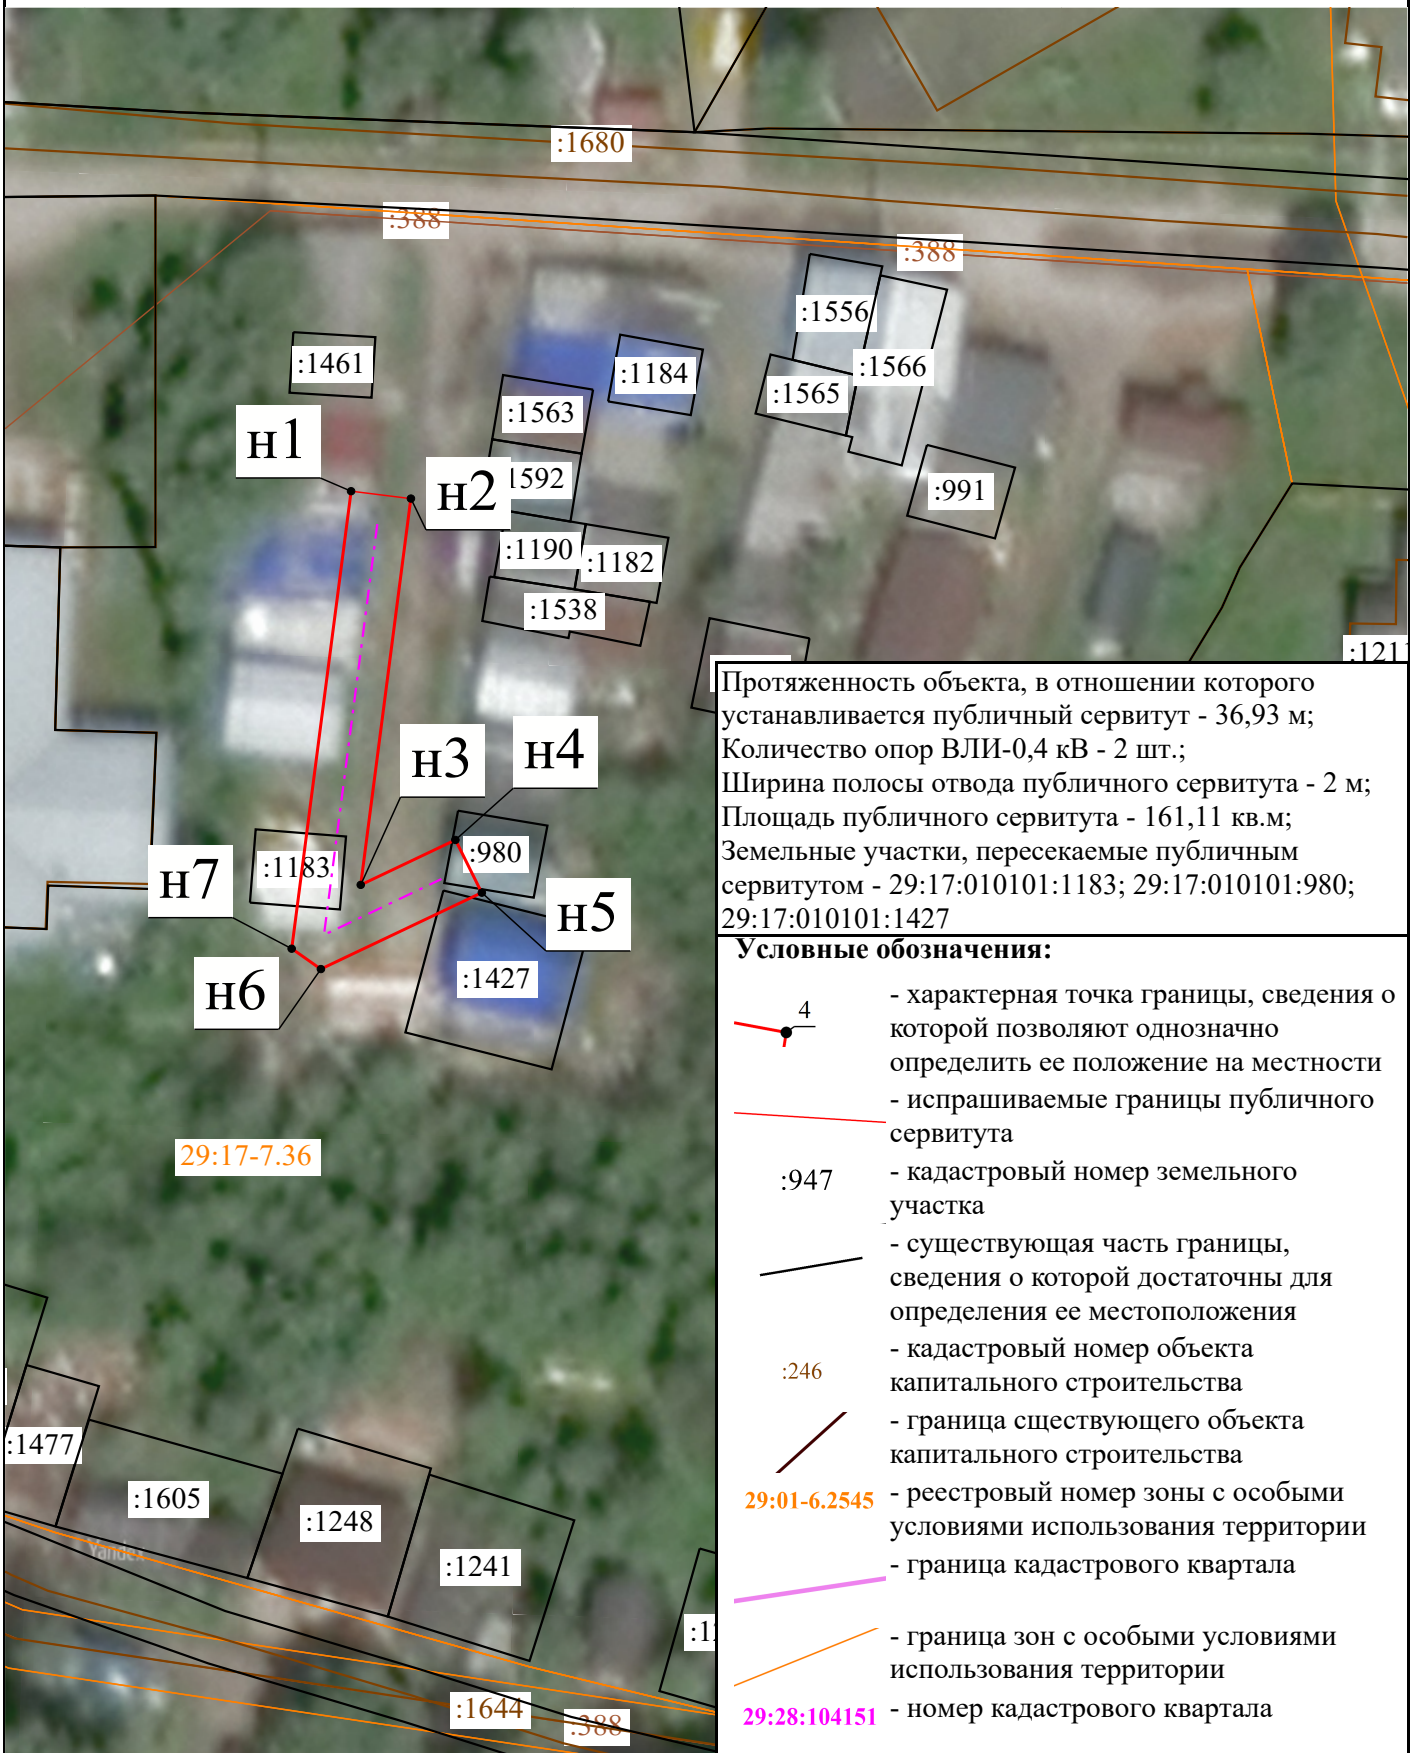 :1680
:388
:388
:1556
:1461
:1184
:1566
:1565
:1563
н1
1592
н2
:991
:1190
:1182
:1538
:1211
Протяженность объекта, в отношении которого
устанавливается публичный сервитут - 36,93 м;
Количество опор ВЛИ-0,4 кВ - 2 шт.;
Ширина полосы отвода публичного сервитута - 2 м;
Площадь публичного сервитута - 161,11 кв.м;
Земельные участки, пересекаемые публичным
сервитутом - 29:17:010101:1183; 29:17:010101:980;
29:17:010101:1427
н3
н4
:980
:1183
н7
н5
:1427
н6
29:17-7.36
:1477
:1605
:1248
:1241
:1644
:388
Yandex
Условные обозначения:
4
- характерная точка границы, сведения о
которой позволяют однозначно
определить ее положение на местности
- испрашиваемые границы публичного
сервитута
:947
- кадастровый номер земельного
участка
- существующая часть границы,
сведения о которой достаточны для
определения ее местоположения
:246
- кадастровый номер объекта
капитального строительства
- граница сществующего объекта
капитального строительства
29:01-6.2545
- реестровый номер зоны с особыми
условиями использования территории
- граница кадастрового квартала
- граница зон с особыми условиями
использования территории
29:28:104151
- номер кадастрового квартала